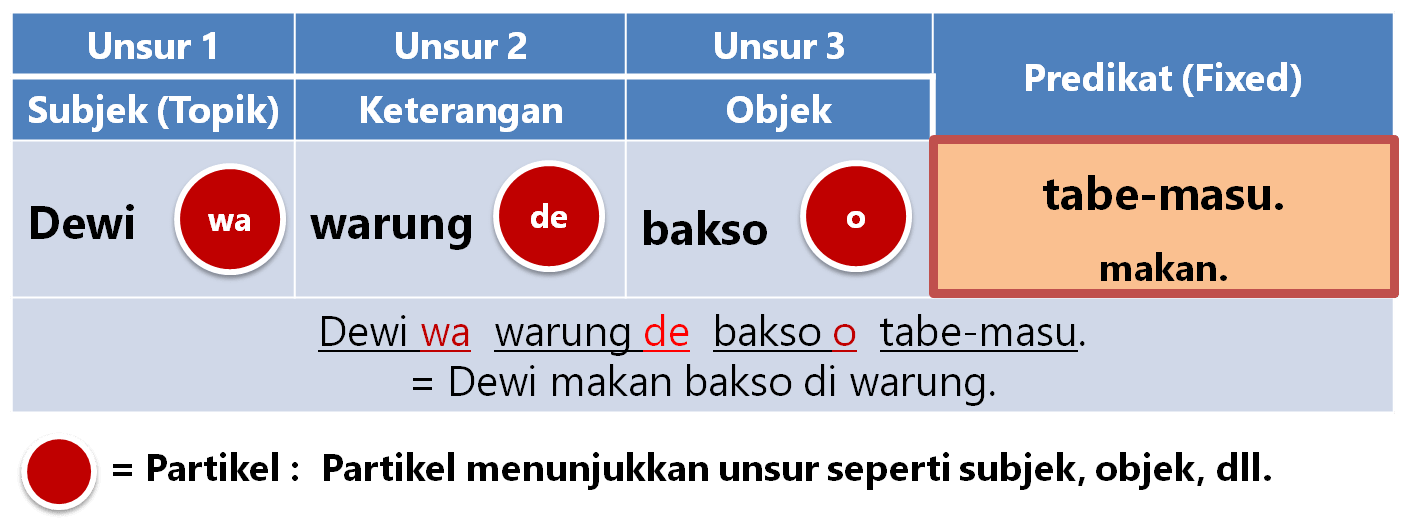 Unsur 1 Unsur 2 Unsur 3 Predikat (Fixed)
Subjek (Topik) Keterangan Objek
Dewi wa warung de bakso o tabe-masu.
makan.
Dewi wa warung de bakso o tabe-masu.
= Dewi makan bakso di warung.
= Partikel : Partikel menunjukkan unsur seperti subjek, objek, dll.